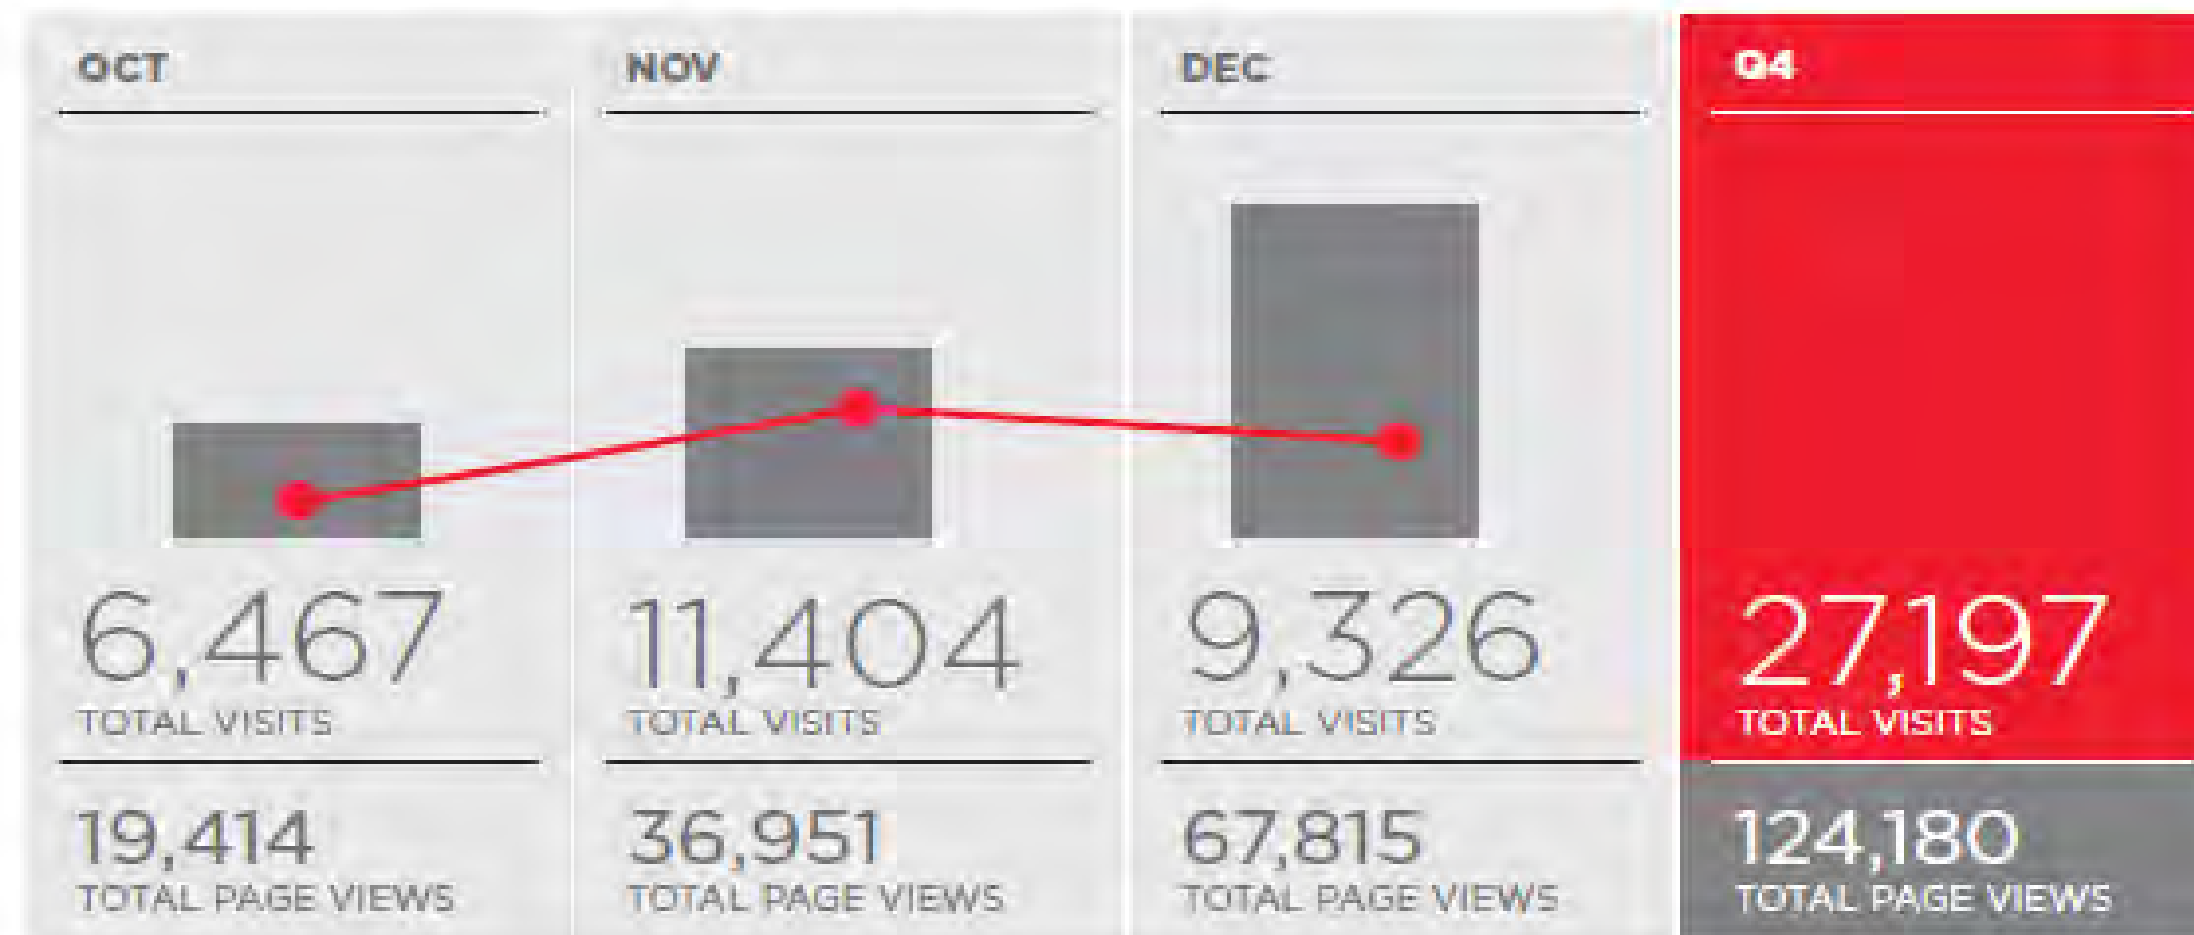 OCT
6,467
TOTAL VISITS
19,414
TOTAL PAGE VIEWS
NOV
11,404
TOTAL VISITS
36,951
TOTAL PAGE VIEWS
DEC
9,326
TOTAL VISITS
67,815
TOTAL PAGE VIEWS
Q4
27,197
TOTAL VISITS
124,180
TOTAL PAGE VIEWS